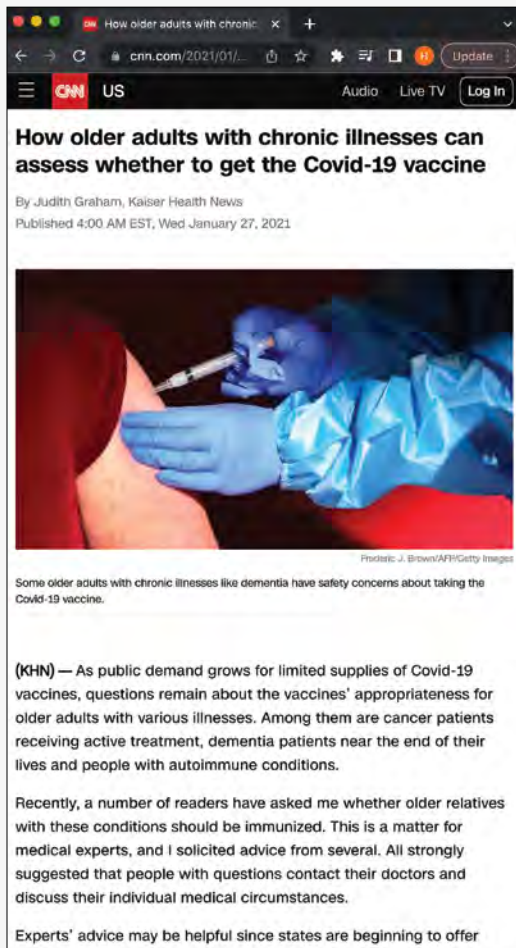 How older adults with chronic
cnn.com/2021/01/...
H
Update
CNN
US
Audio
Live TV
Log In
How older adults with chronic illnesses can
assess whether to get the Covid-19 vaccine
By Judith Graham, Kaiser Health News
Published 4:00 AM EST, Wed January 27, 2021
Frederic J. Brown/AFP/Getty Images
Some older adults with chronic illnesses like dementia have safety concerns about taking the
Covid-19 vaccine.
(KHN) — As public demand grows for limited supplies of Covid-19
vaccines, questions remain about the vaccines' appropriateness for
older adults with various illnesses. Among them are cancer patients
receiving active treatment, dementia patients near the end of their
lives and people with autoimmune conditions.
Recently, a number of readers have asked me whether older relatives
with these conditions should be immunized. This is a matter for
medical experts, and I solicited advice from several. All strongly
suggested that people with questions contact their doctors and
discuss their individual medical circumstances.
Experts' advice may be helpful since states are beginning to offer